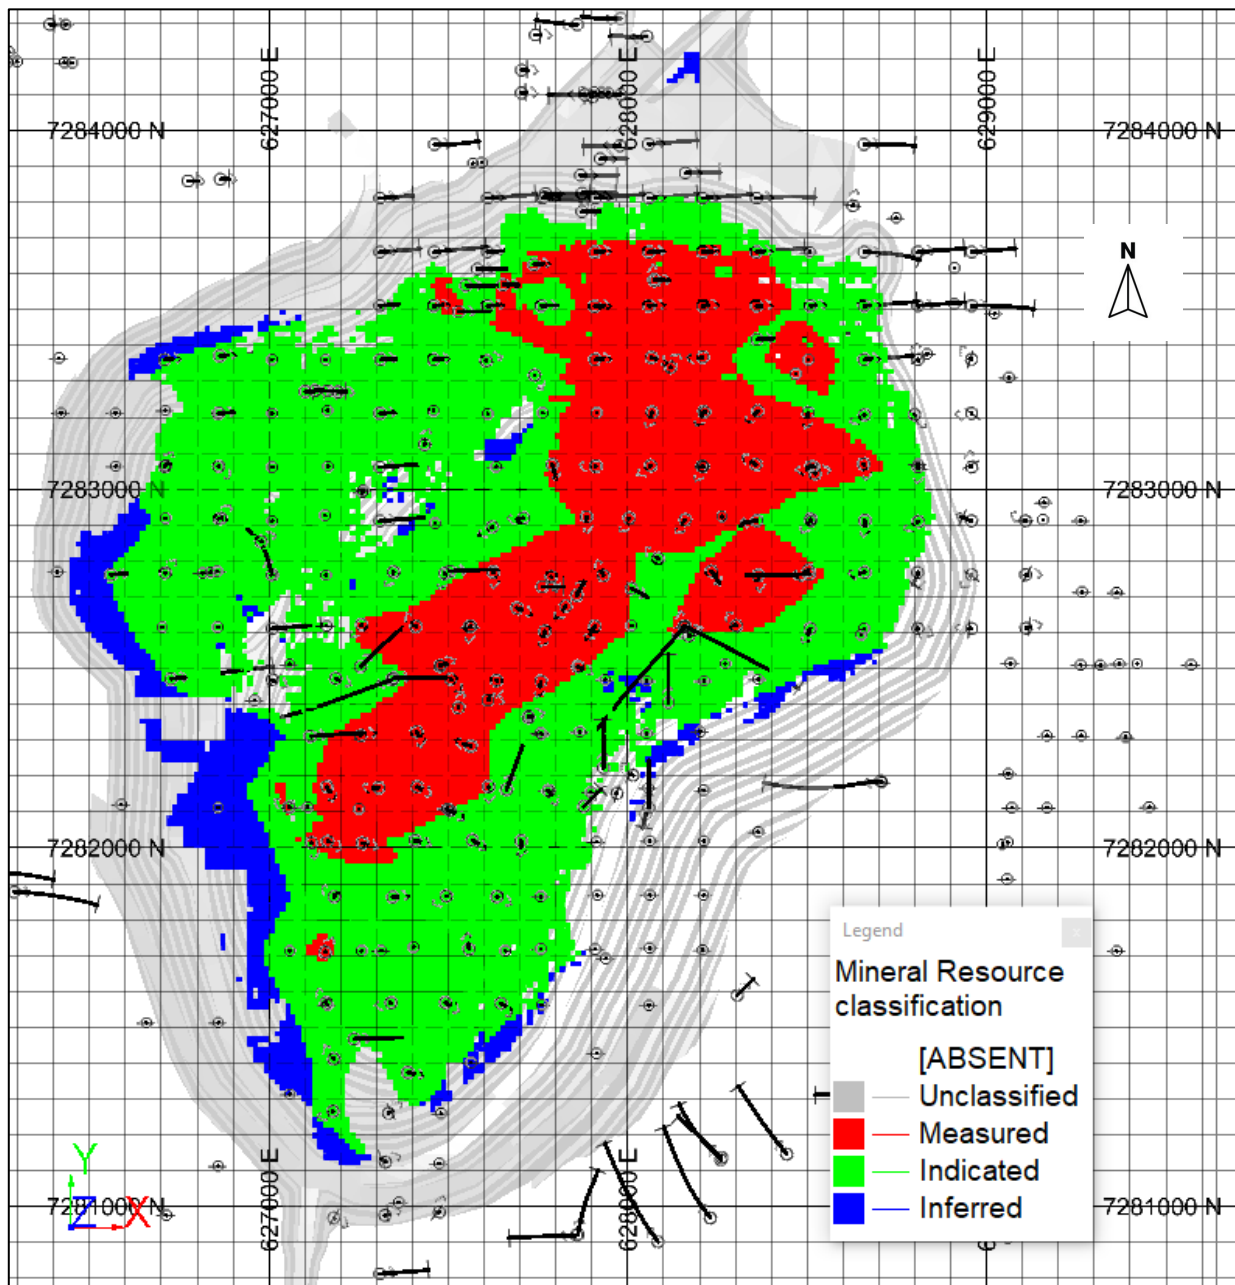 627000 E
628000 E
629000 E
7284000 N
7284000 N
N
7283000 N
7283000 N
7282000 N
7282000 N
Legend
x
Mineral Resource
classification
[ABSENT]
Unclassified
Measured
Indicated
Inferred
Y
Z
X
7281000 N
7281000 N
627000 E
628000 E